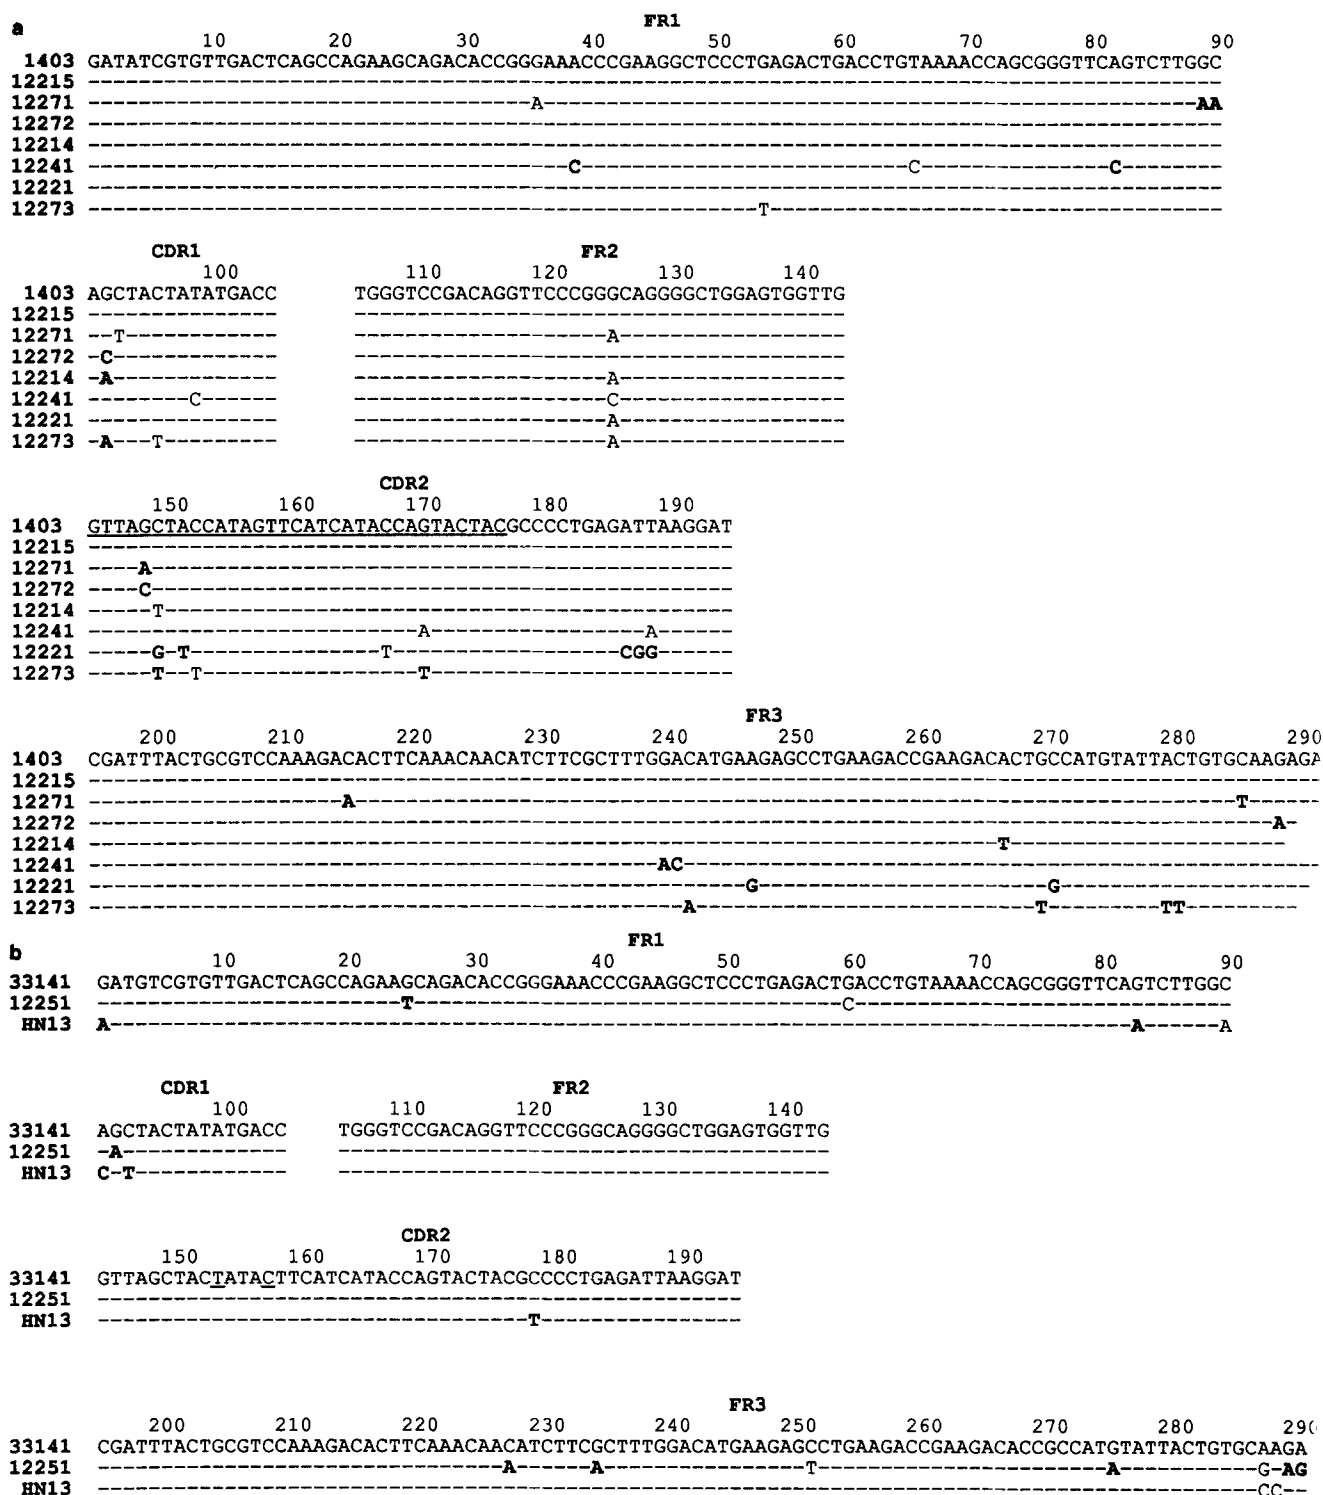 a
FR1
10 20 30 40 50 60 70 80 90
1403 GATATCGTGTTGACTCAGCCAGAAGCAGACACCGGGAAACCCGAAGGCTCCCTGAGACTGACCTGTAAAACCAGCGGGTTCAGTCTTGGC
12215 ------------------------------------------------------------------------------------------
12271 -----------------------------------A----------------------------------------------------AA
12272 ------------------------------------------------------------------------------------------
12214 ------------------------------------------------------------------------------------------
12241 --------------------------------------C--------------------------C---------------C--------
12221 ------------------------------------------------------------------------------------------
12273 -----------------------------------------------------T------------------------------------
CDR1 FR2
100 110 120 130 140
1403 AGCTACTATATGACC TGGGTCCGACAGGTTCCCGGGCAGGGGCTGGAGTGGTTG
12215 --------------- ---------------------------------------
12271 --T------------ --------------------A------------------
12272 -C------------- ---------------------------------------
12214 -A------------- --------------------A------------------
12241 --------C------ --------------------C------------------
12221 --------------- --------------------A------------------
12273 -A---T--------- --------------------A------------------
CDR2
150 160 170 180 190
1403 GTTAGCTACCATAGTTCATCATACCAGTACTACGCCCCTGAGATTAAGGAT
12215 ---------------------------------------------------
12271 ----A----------------------------------------------
12272 ----C----------------------------------------------
12214 -----T---------------------------------------------
12241 --------------------------A-----------------A------
12221 -----G-T---------------T------------------CGG------
12273 -----T--T-----------------T------------------------
FR3
200 210 220 230 240 250 260 270 280 290
1403 CGATTTACTGCGTCCAAAGACACTTCAAACAACATCTTCGCTTTGGACATGAAGAGCCTGAAGACCGAAGACACTGCCATGTATTACTGTGCAAGAGA
12215 --------------------------------------------------------------------------------------------------
12271 --------------------A----------------------------------------------------------------------T------
12272 ----------------------------------------------------------------------------------------------A-
12214 ------------------------------------------------------------------------T----------------------
12241 ---------------------------------------------AC---------------------------------------------------
12221 ----------------------------------------------------G-----------------------G--------------------
12273 -----------------------------------------------A---------------------------T---------TT---------
b
FR1
10 20 30 40 50 60 70 80 90
33141 GATGTCGTGTTGACTCAGCCAGAAGCAGACACCGGGAAACCCGAAGGCTCCCTGAGACTGACCTGTAAAACCAGCGGGTTCAGTCTTGGC
12251 ------------------------T----------------------------------C------------------------------
HN13 A---------------------------------------------------------------------------------A------A
CDR1 FR2
100 110 120 130 140
33141 AGCTACTATATGACC TGGGTCCGACAGGTTCCCGGGCAGGGGCTGGAGTGGTTG
12251 -A------------- ---------------------------------------
HN13 C-T------------ ---------------------------------------
CDR2
150 160 170 180 190
33141 GTTAGCTACTATACTTCATCATACCAGTACTACGCCCCTGAGATTAAGGAT
12251 ---------------------------------------------------
HN13 ----------------------------------T----------------
FR3
200 210 220 230 240 250 260 270 280 290
33141 CGATTTACTGCGTCCAAAGACACTTCAAACAACATCTTCGCTTTGGACATGAAGAGCCTGAAGACCGAAGACACCGCCATGTATTACTGTGCAAGA
12251 --------------------------------A------A----------------T-----------------------A-----------G-AG
HN13 --------------------------------------------------------------------------------------------CC--